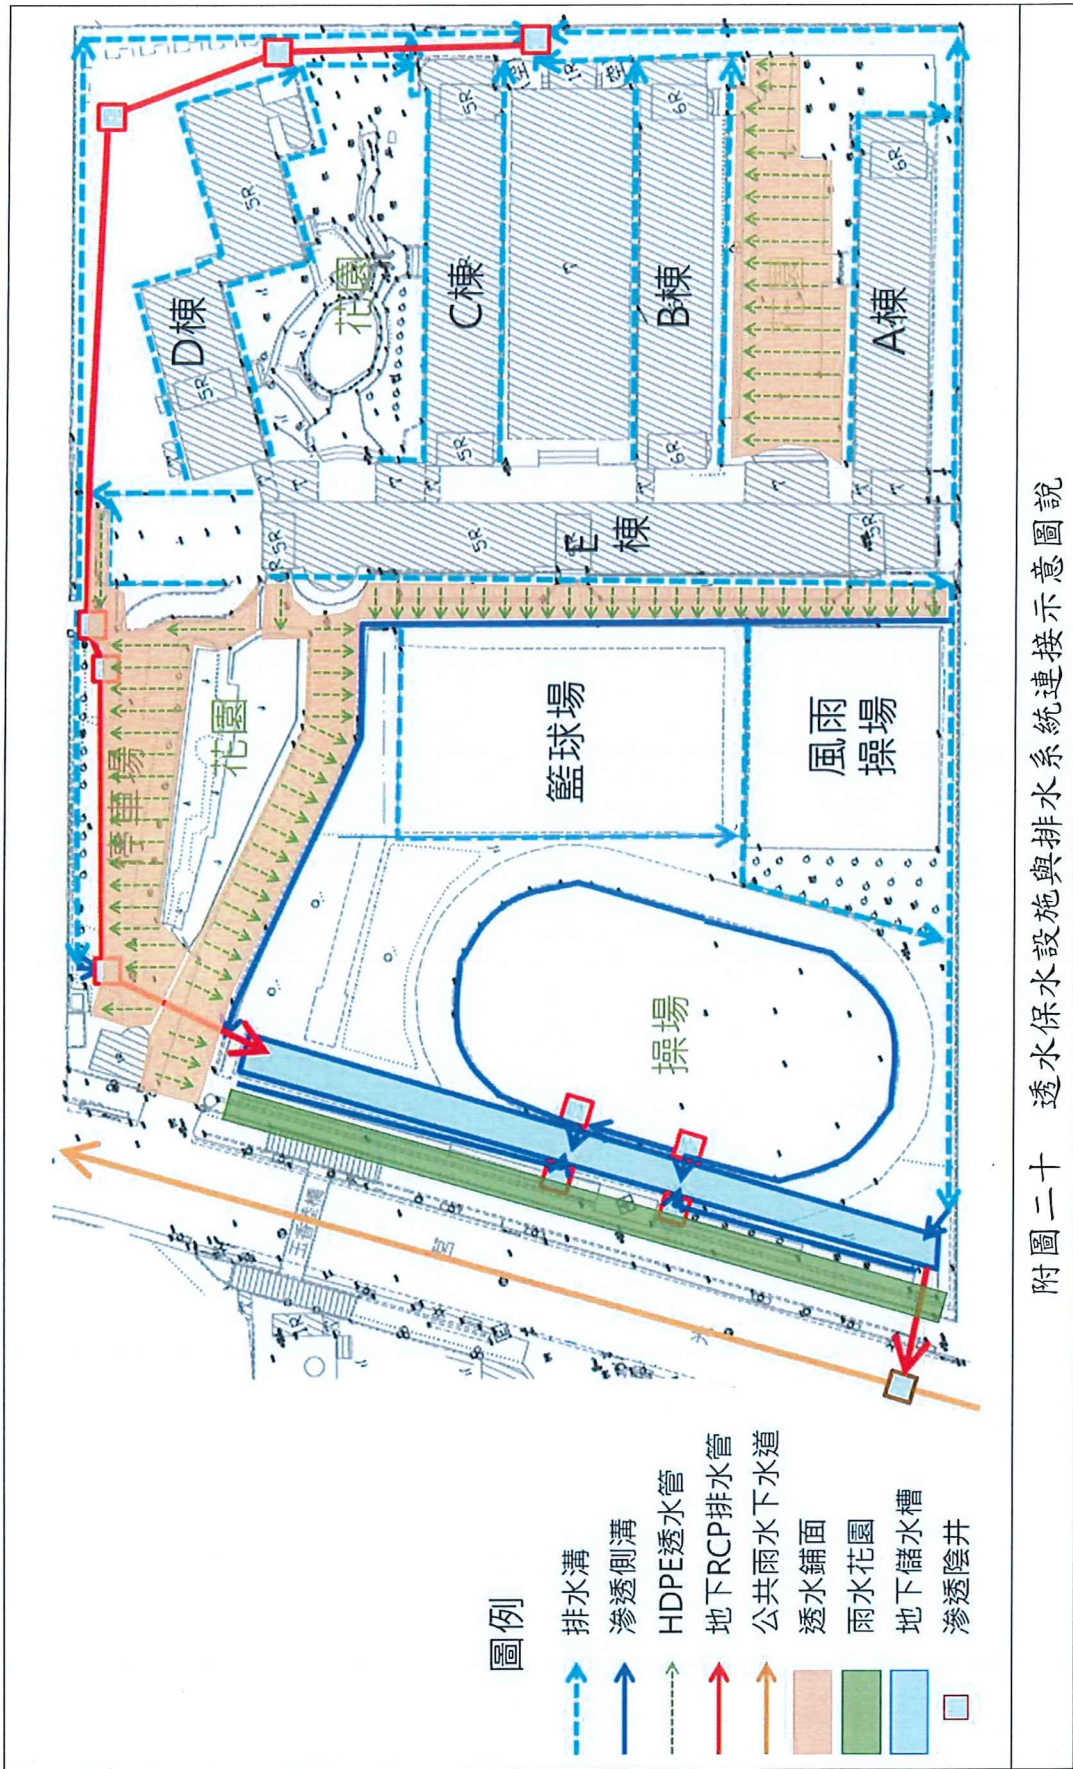 D棟
5R
5R
花園
C棟
5R
5R
1R
B棟
6R
6R
A棟
6R
E棟
5R
5R
5R
停車場
花園
籃球場
風雨
操場
操場
1R
圖例
排水溝
滲透側溝
HDPE透水管
地下RCP排水管
公共雨水下水道
透水鋪面
雨水花園
地下儲水槽
滲透陰井
附圖二十 透水保水設施與排水系統連接示意圖說